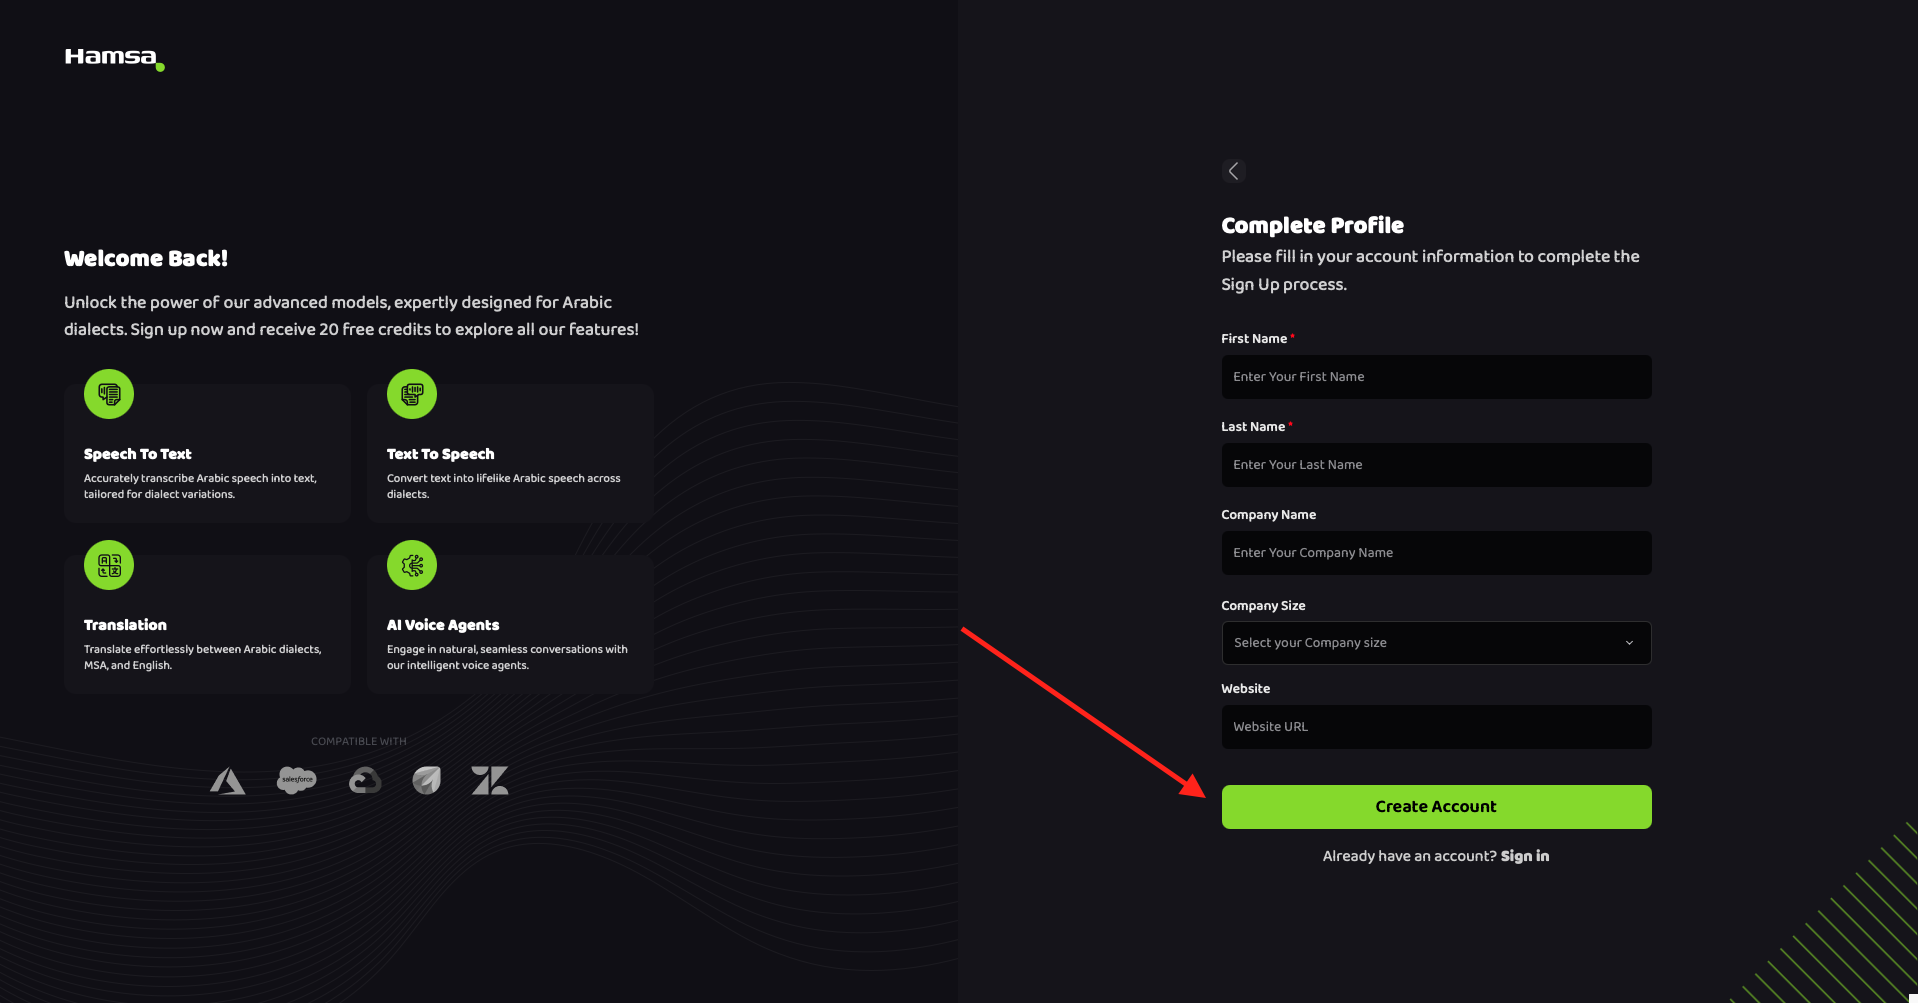 Hamsa
Welcome Back!
Unlock the power of our advanced models, expertly designed for Arabic
dialects. Sign up now and receive 20 free credits to explore all our features!
Speech To Text
Accurately transcribe Arabic speech into text,
tailored for dialect variations.
Text To Speech
Convert text into lifelike Arabic speech across
dialects.
Translation
Translate effortlessly between Arabic dialects,
MSA, and English.
AI Voice Agents
Engage in natural, seamless conversations with
our intelligent voice agents.
COMPATIBLE WITH
salesforce
Complete Profile
Please fill in your account information to complete the
Sign Up process.
First Name *
Enter Your First Name
Last Name *
Enter Your Last Name
Company Name
Enter Your Company Name
Company Size
Select your Company size
Website
Website URL
Create Account
Already have an account? Sign in